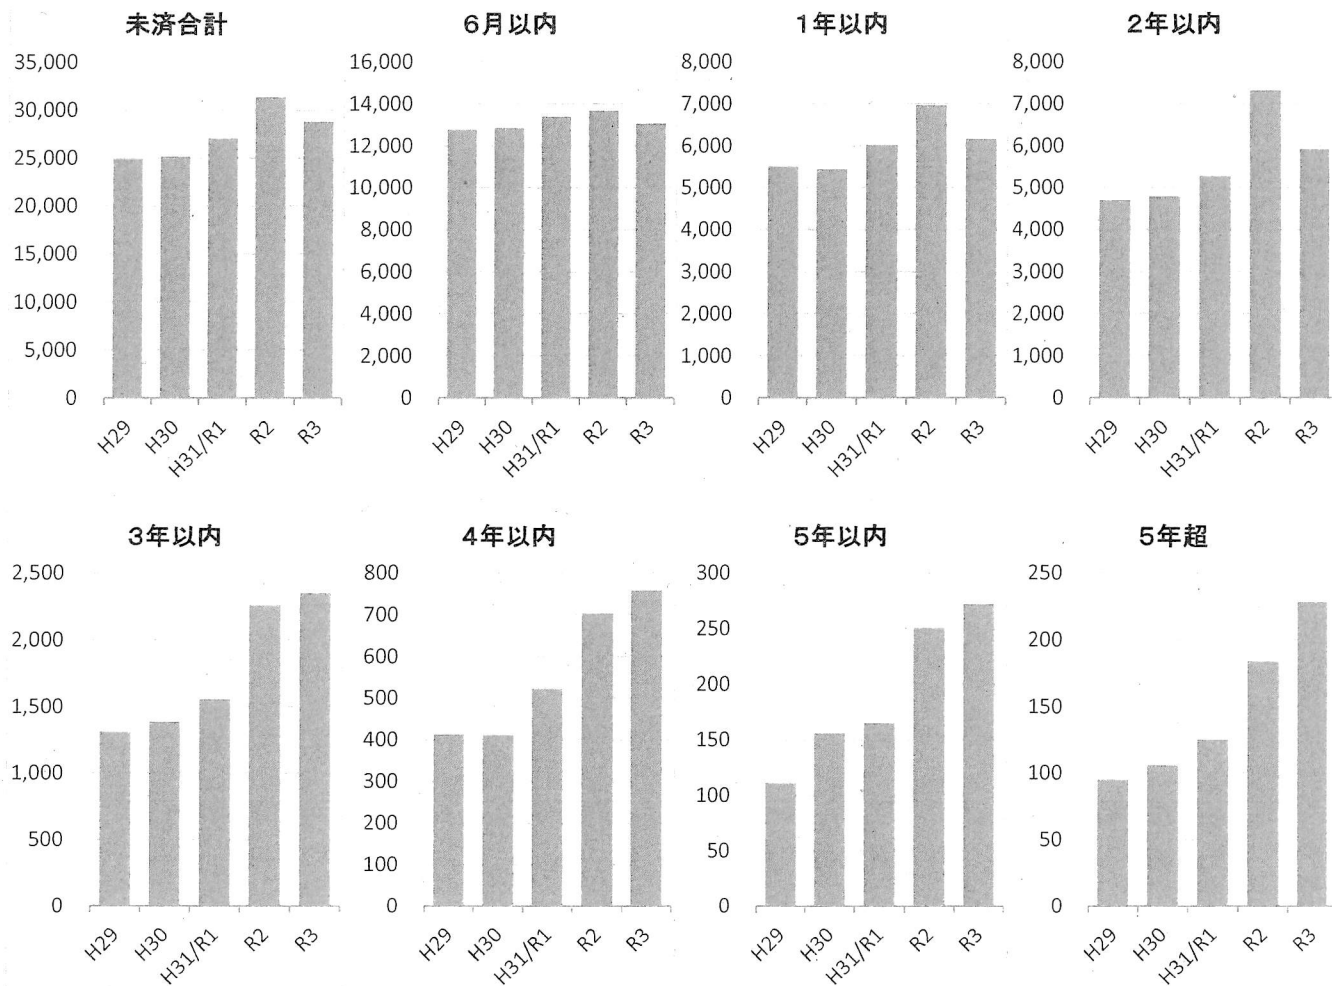 未済合計
35,000
30,000
25,000
20,000
15,000
10,000
5,000
0
H29
H30
H31/R1
R2
R3
6月以内
16,000
14,000
12,000
10,000
8,000
6,000
4,000
2,000
0
H29
H30
H31/R1
R2
R3
1年以内
8,000
7,000
6,000
5,000
4,000
3,000
2,000
1,000
0
H29
H30
H31/R1
R2
R3
2年以内
8,000
7,000
6,000
5,000
4,000
3,000
2,000
1,000
0
H29
H30
H31/R1
R2
R3
3年以内
2,500
2,000
1,500
1,000
500
0
H29
H30
H31/R1
R2
R3
4年以内
800
700
600
500
400
300
200
100
0
H29
H30
H31/R1
R2
R3
5年以内
300
250
200
150
100
50
0
H29
H30
H31/R1
R2
R3
5年超
250
200
150
100
50
0
H29
H30
H31/R1
R2
R3